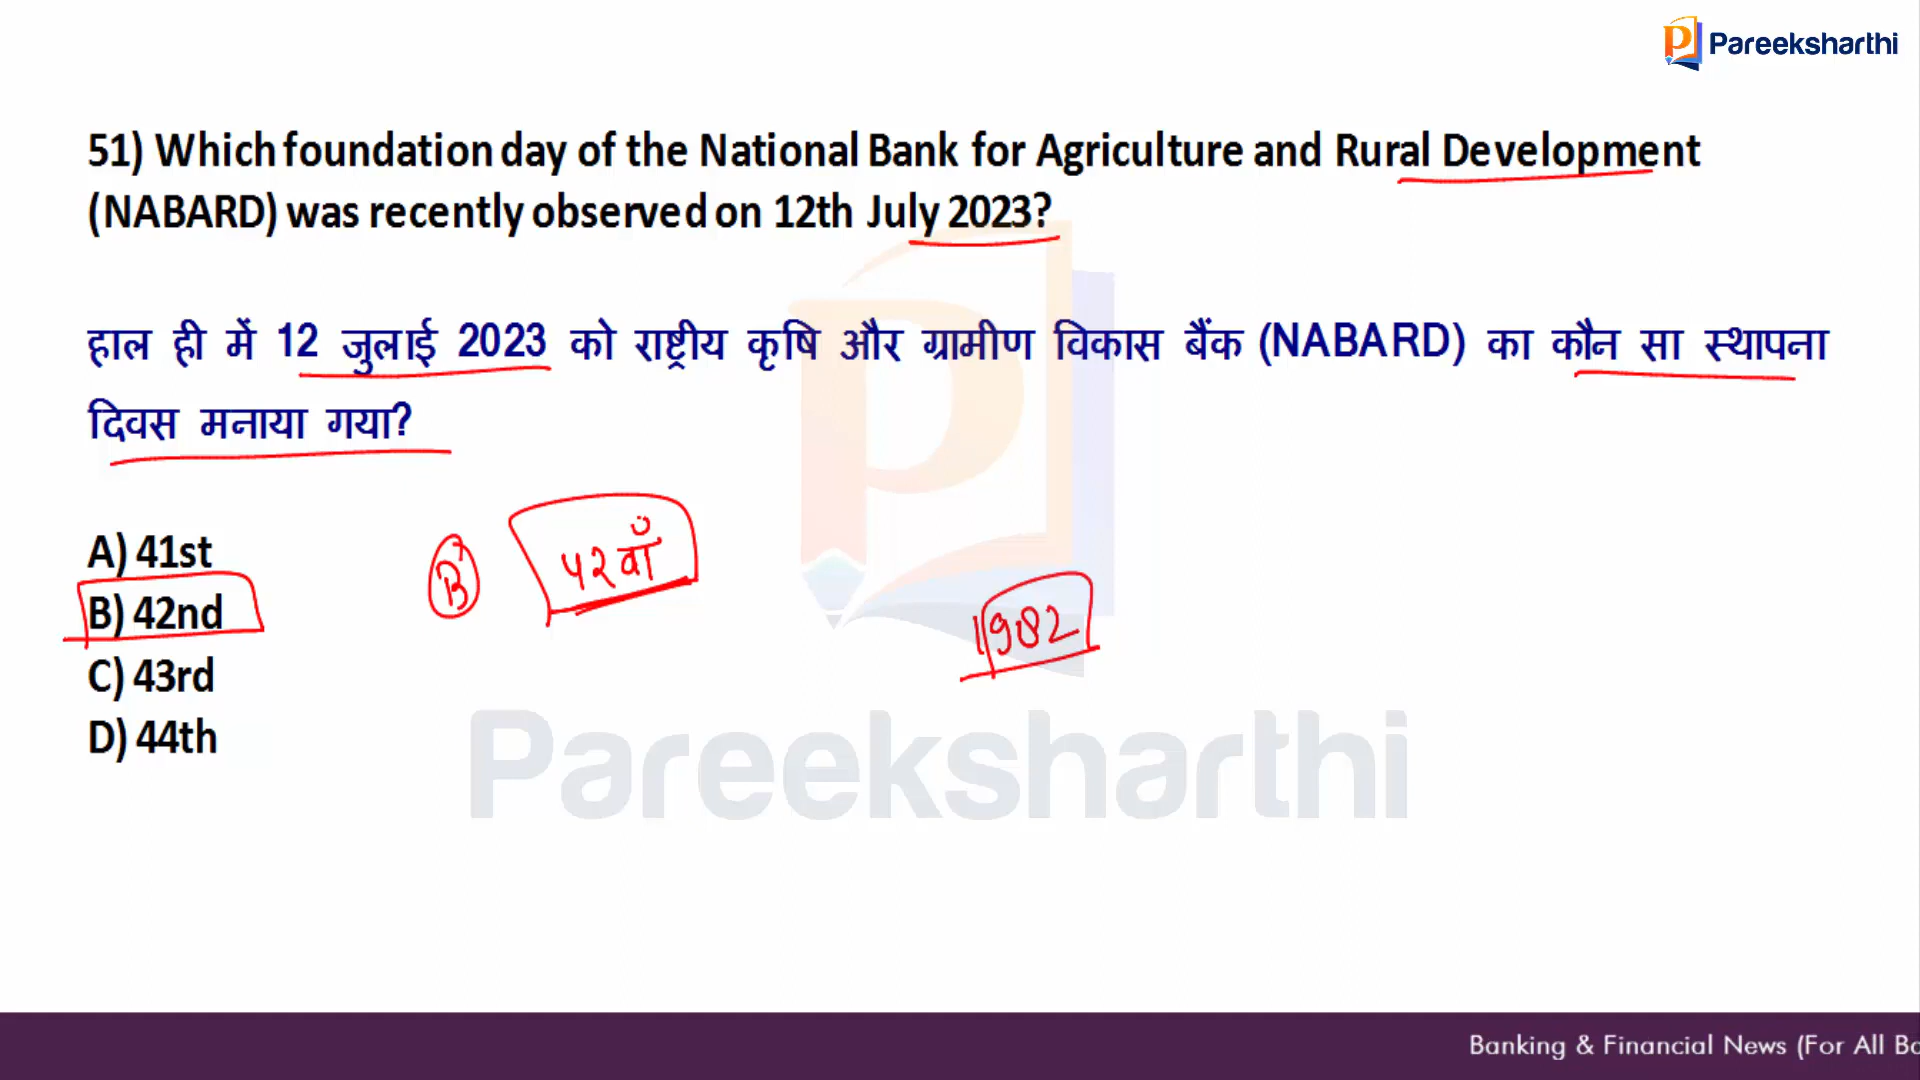 Pareeksharthi
51) Which foundation day of the National Bank for Agriculture and Rural Development
(NABARD) was recently observed on 12th July 2023?
हाल ही में 12 जुलाई 2023 को राष्ट्रीय कृषि और ग्रामीण विकास बैंक (NABARD) का कौन सा स्थापना
दिवस मनाया गया?
A) 41st
B) 42nd
C) 43rd
D) 44th
B
42वाँ
1982
Pareeksharthi
Banking & Financial News (For All Ba